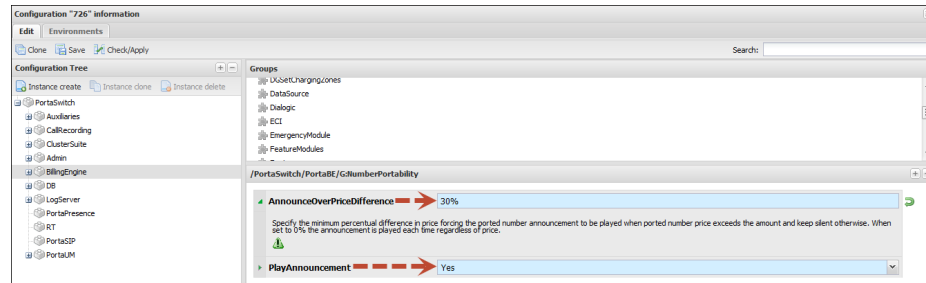 Configuration "726" information
Edit Environments
Clone Save Check/Apply Search:
Configuration Tree
Instance create Instance clone Instance delete
PortaSwitch
Auxiliaries
CallRecording
ClusterSuite
Admin
BillingEngine
DB
LogServer
PortaPresence
RT
PortaSIP
PortaUM
Groups
DGSetChargingZones
DataSource
Dialogic
ECI
EmergencyModule
FeatureModules
/PortaSwitch/PortaBE/G:NumberPortability
AnnounceOverPriceDifference 30%
Specify the minimum percentual difference in price forcing the ported number announcement to be played when ported number price exceeds the amount and keep silent otherwise. When
set to 0% the announcement is played each time regardless of price.
PlayAnnouncement Yes